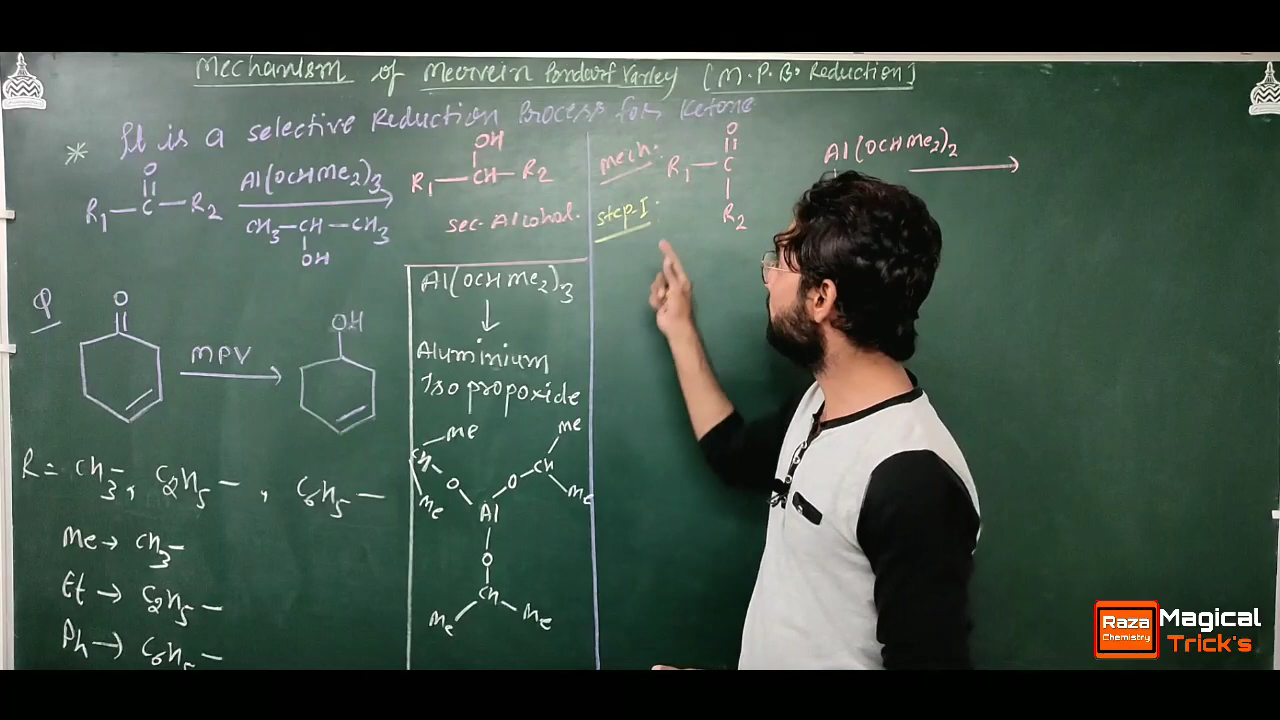 Mechanism of Meorvein Pondorf Varley [M.P.B. Reduction]
* It is a selective Reduction Process for Ketone
O
R1—C—R2
Al(OCHMe2)3
CH3—CH—CH3
OH
OH
R1—CH—R2
sec-Alcohol.
Q
O
MPV
OH
R = CH3–, C2H5–, C6H5–
Me → CH3–
Et → C2H5–
Ph → C6H5–
Al(OCHMe2)3
↓
Aluminium
Iso propoxide
Me
CH
Me
O
Al
O
CH
Me
Me
O
CH
Me
Me
Mech:
O
R1—C
R2
Al(OCHMe2)2
Step-I:
Raza
Chemistry
Magical
Trick's